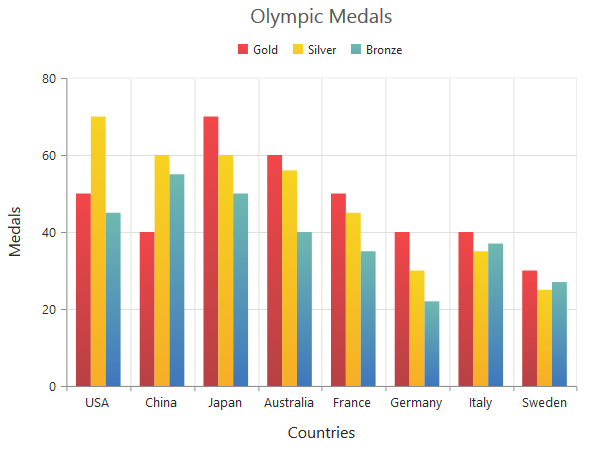 Olympic Medals
Gold Silver Bronze
80
60
40
20
0
Medals
USA China Japan Australia France Germany Italy Sweden
Countries